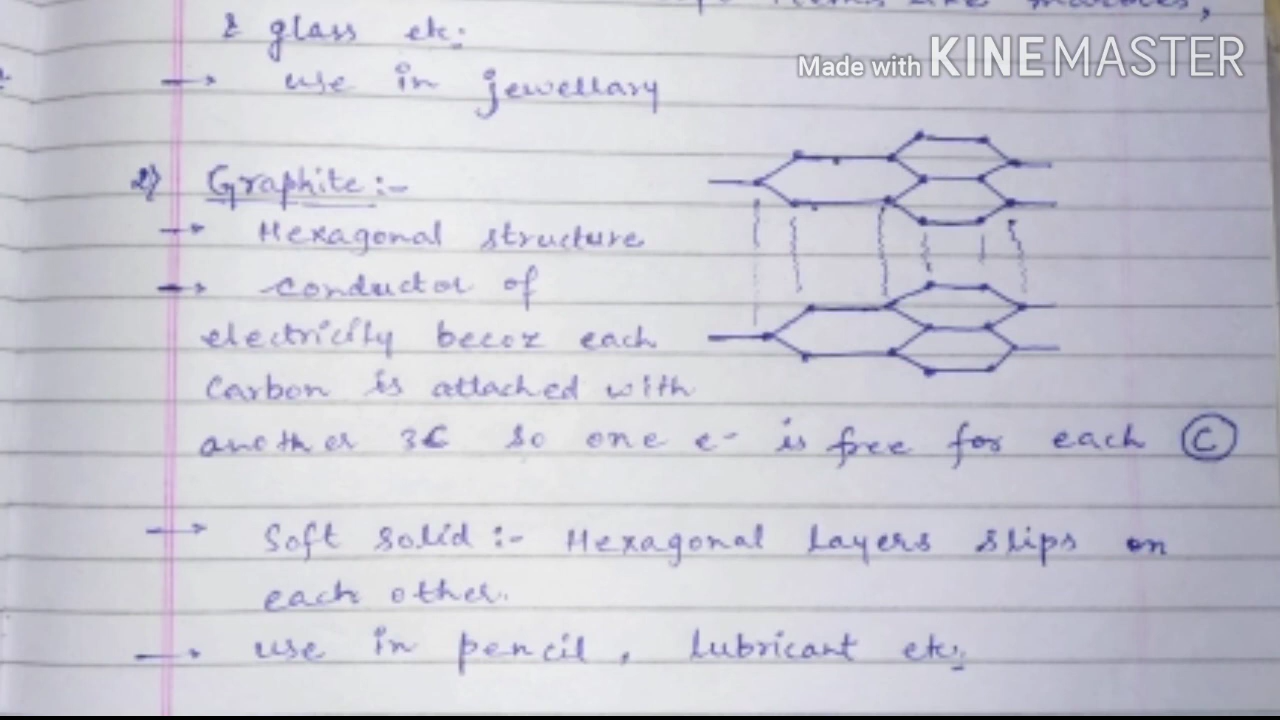 marbles,
& glass etc:
Made with KINEMASTER
→ use in jewellary
2) Graphite :-
→ Hexagonal structure
→ conductor of
electricity becoz each
Carbon is attached with
another 3C so one e- is free for each C
→ Soft solid :- Hexagonal Layers slips on
each other.
→ use in pencil, Lubricant etc: